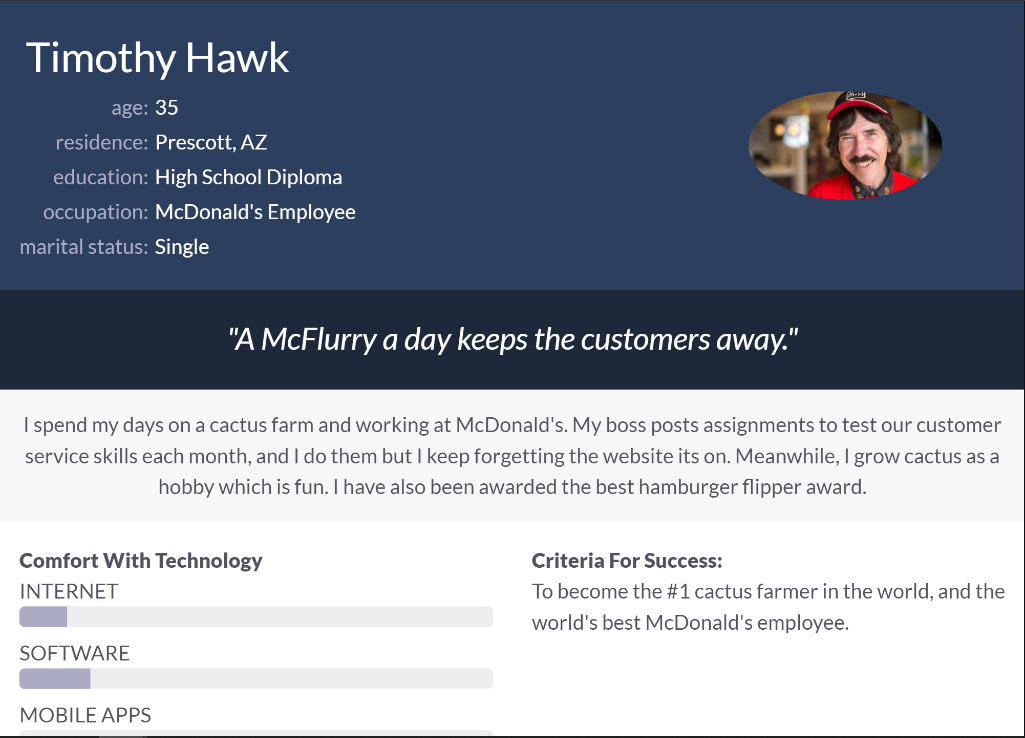 Timothy Hawk
age: 35
residence: Prescott, AZ
education: High School Diploma
occupation: McDonald's Employee
marital status: Single
"A McFlurry a day keeps the customers away."
I spend my days on a cactus farm and working at McDonald's. My boss posts assignments to test our customer
service skills each month, and I do them but I keep forgetting the website its on. Meanwhile, I grow cactus as a
hobby which is fun. I have also been awarded the best hamburger flipper award.
Comfort With Technology
INTERNET
SOFTWARE
MOBILE APPS
Criteria For Success:
To become the #1 cactus farmer in the world, and the
world's best McDonald's employee.